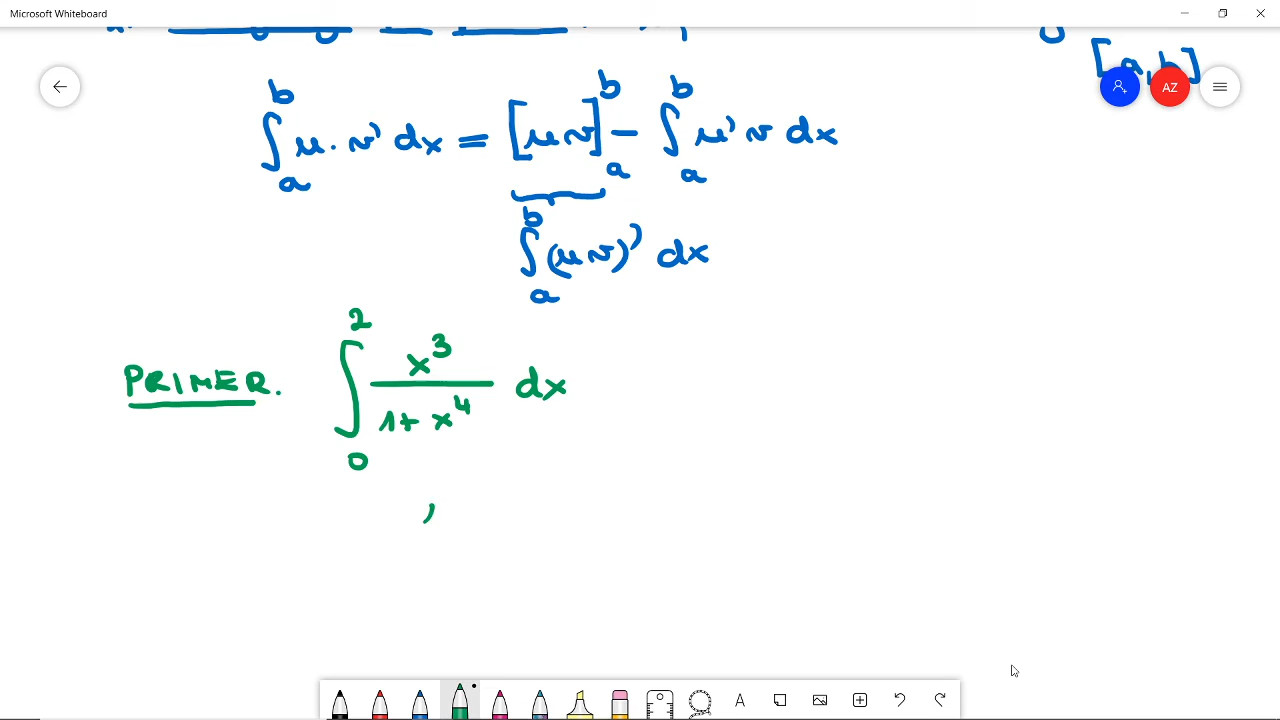 Microsoft Whiteboard
[a,b]
AZ
∫_a^b u·v' dx = [uv]_a^b − ∫_a^b u' v dx
∫_a^b (uv)' dx
PRIMER. ∫_0^2 x^3/(1+x^4) dx
,
A